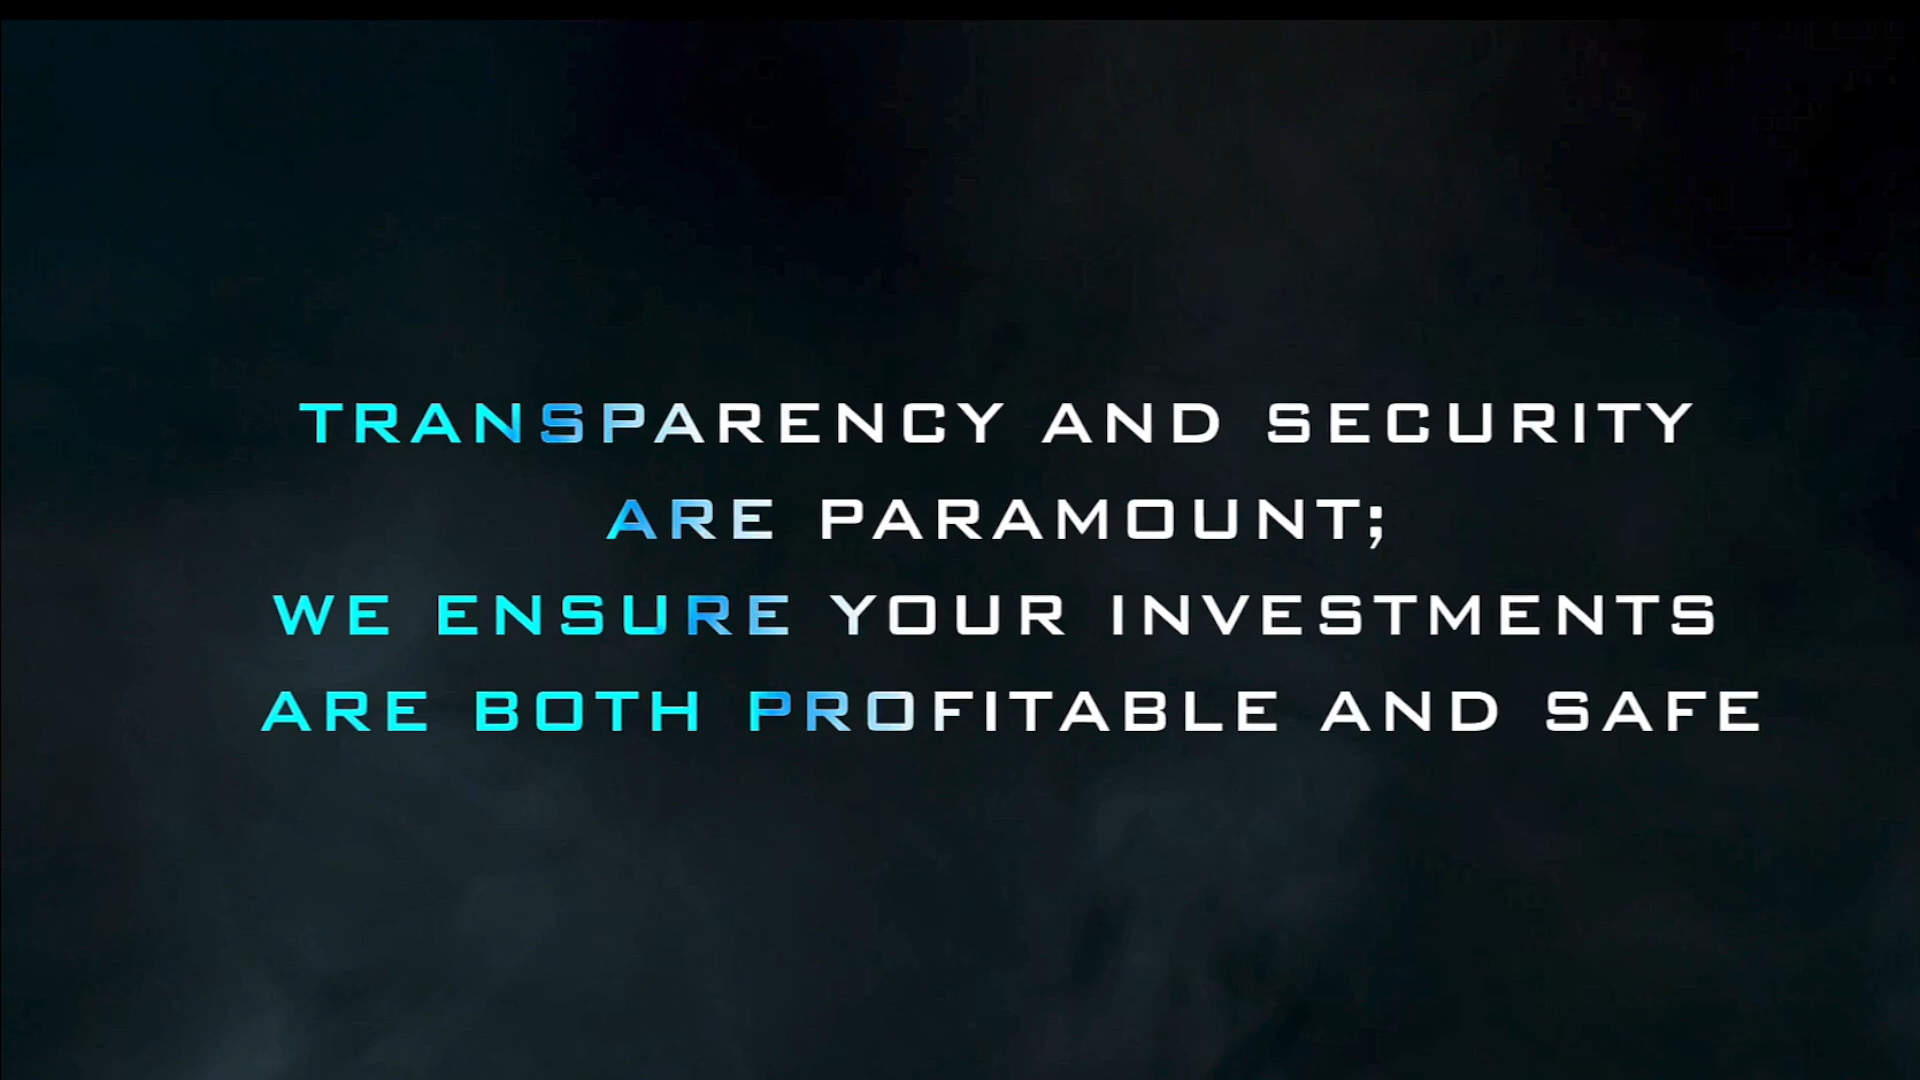 TRANSPARENCY AND SECURITY
ARE PARAMOUNT;
WE ENSURE YOUR INVESTMENTS
ARE BOTH PROFITABLE AND SAFE